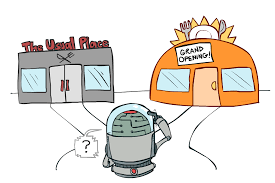 The Usual Place
GRAND
OPENING!
?